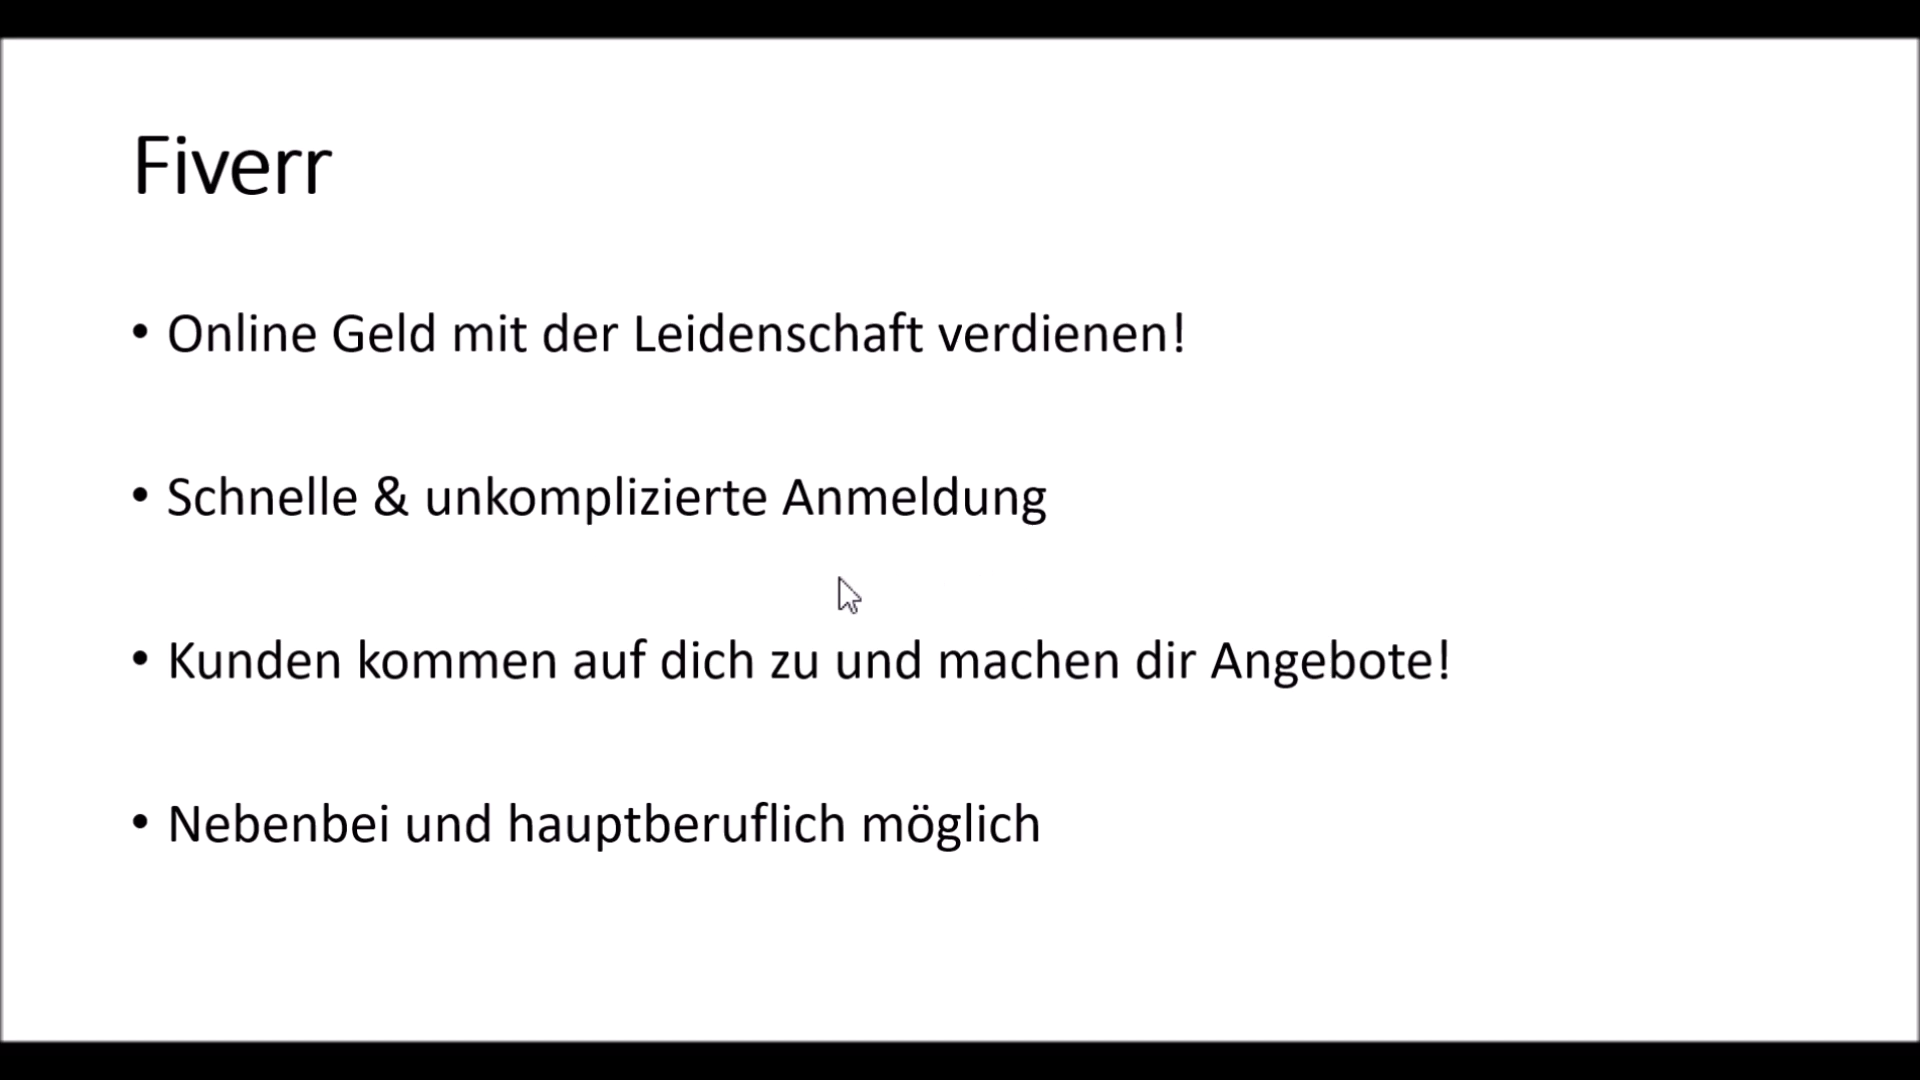 Fiverr
• Online Geld mit der Leidenschaft verdienen!
• Schnelle & unkomplizierte Anmeldung
• Kunden kommen auf dich zu und machen dir Angebote!
• Nebenbei und hauptberuflich möglich